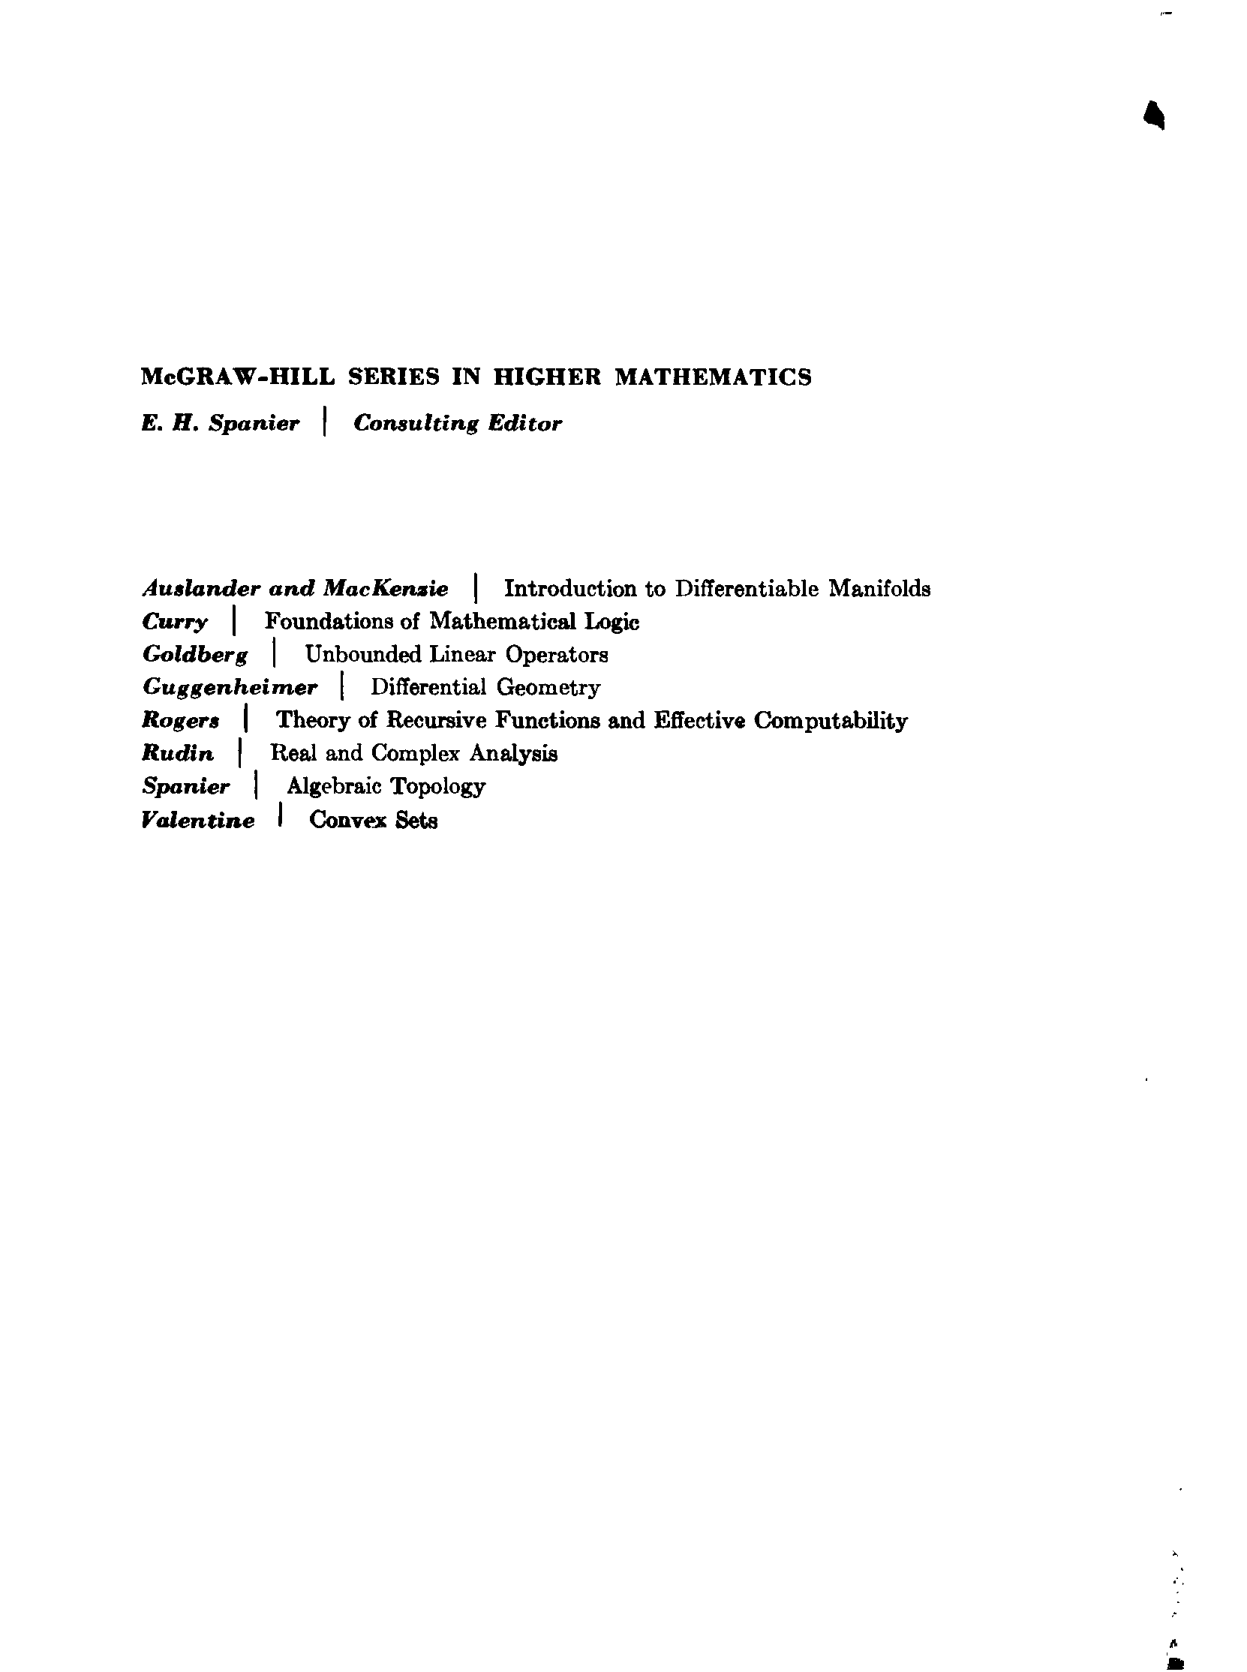 McGRAW-HILL SERIES IN HIGHER MATHEMATICS
E. H. Spanier | Consulting Editor
Auslander and MacKenzie | Introduction to Differentiable Manifolds
Curry | Foundations of Mathematical Logic
Goldberg | Unbounded Linear Operators
Guggenheimer | Differential Geometry
Rogers | Theory of Recursive Functions and Effective Computability
Rudin | Real and Complex Analysis
Spanier | Algebraic Topology
Valentine | Convex Sets